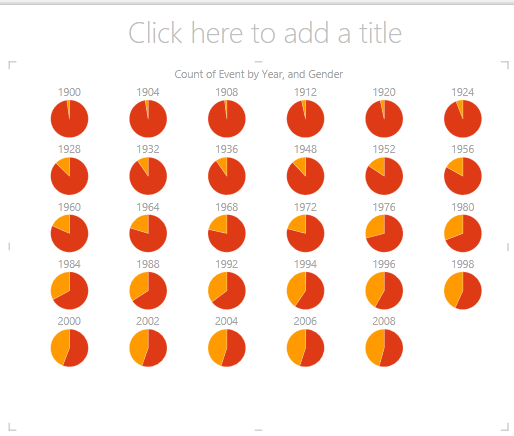 Click here to add a title
Count of Event by Year, and Gender
1900 1904 1908 1912 1920 1924
1928 1932 1936 1948 1952 1956
1960 1964 1968 1972 1976 1980
1984 1988 1992 1994 1996 1998
2000 2002 2004 2006 2008